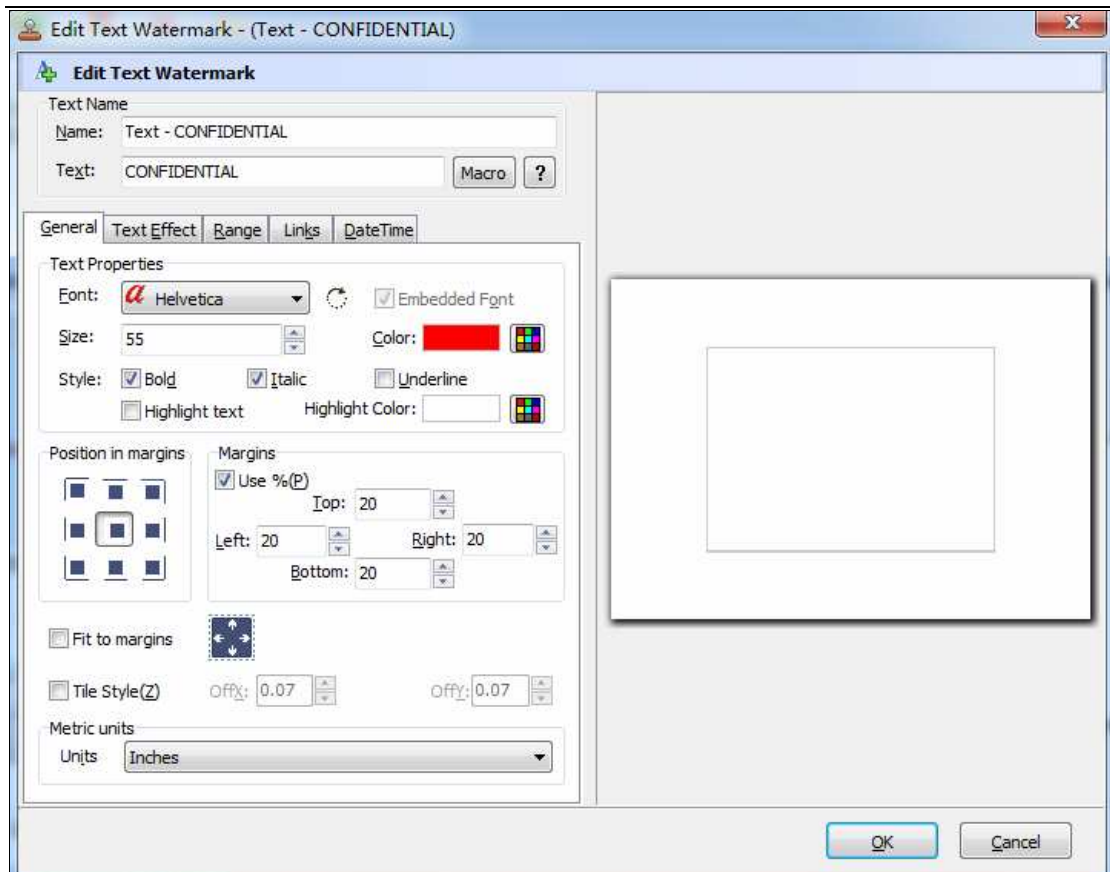 Edit Text Watermark - (Text - CONFIDENTIAL)
Edit Text Watermark
Text Name
Name: Text - CONFIDENTIAL
Text: CONFIDENTIAL Macro ?
General Text Effect Range Links DateTime
Text Properties
Font: a Helvetica Embedded Font
Size: 55 Color:
Style: Bold Italic Underline
Highlight text Highlight Color:
Position in margins Margins
Use %(P)
Top: 20
Left: 20 Right: 20
Bottom: 20
Fit to margins
Tile Style(Z) OffX: 0.07 OffY: 0.07
Metric units
Units Inches
OK Cancel